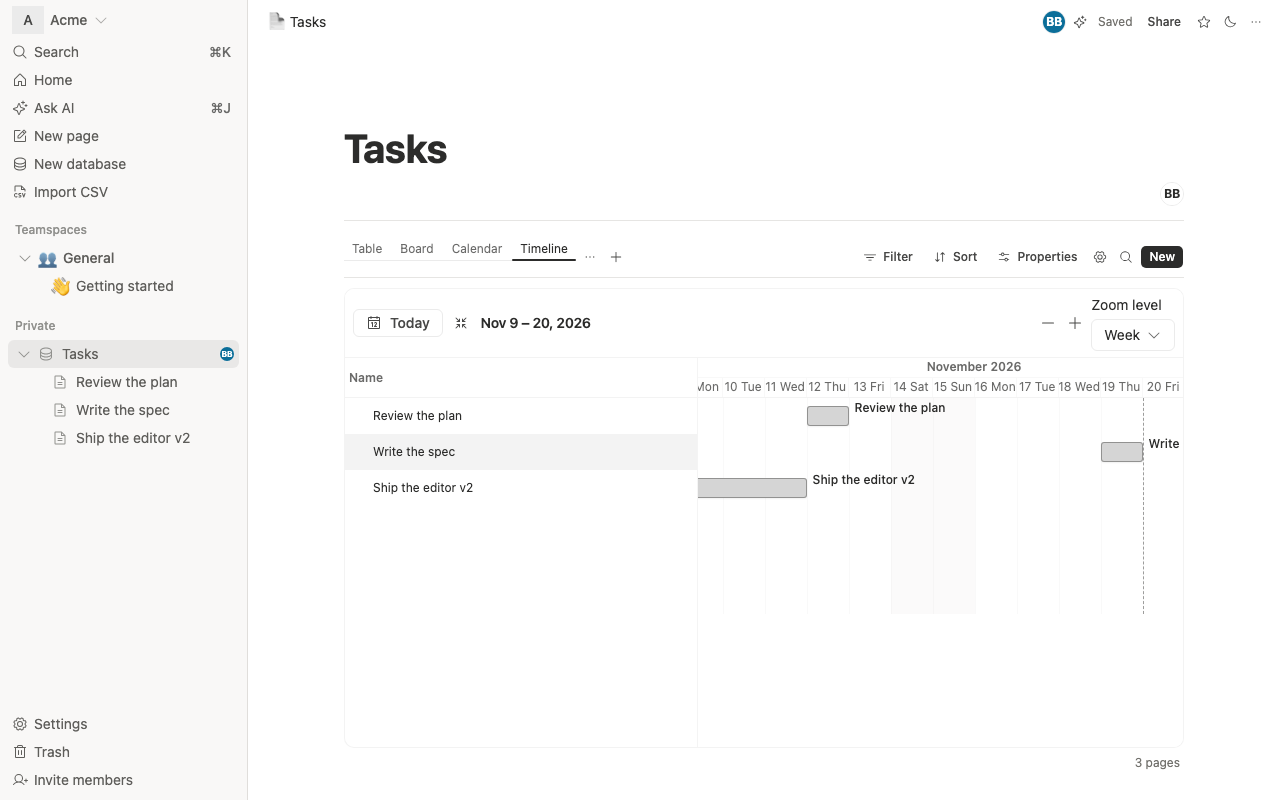 A Acme
Search ⌘K
Home
Ask AI ⌘J
New page
New database
Import CSV
Teamspaces
General
Getting started
Private
Tasks BB
Review the plan
Write the spec
Ship the editor v2
Settings
Trash
Invite members
Tasks
BB Saved Share
Tasks
BB
Table Board Calendar Timeline
Filter Sort Properties New
Today Nov 9 – 20, 2026
Zoom level
Week
Name
November 2026
Mon 10 Tue 11 Wed 12 Thu 13 Fri 14 Sat 15 Sun 16 Mon 17 Tue 18 Wed 19 Thu 20 Fri
Review the plan Review the plan
Write the spec Write
Ship the editor v2 Ship the editor v2
3 pages